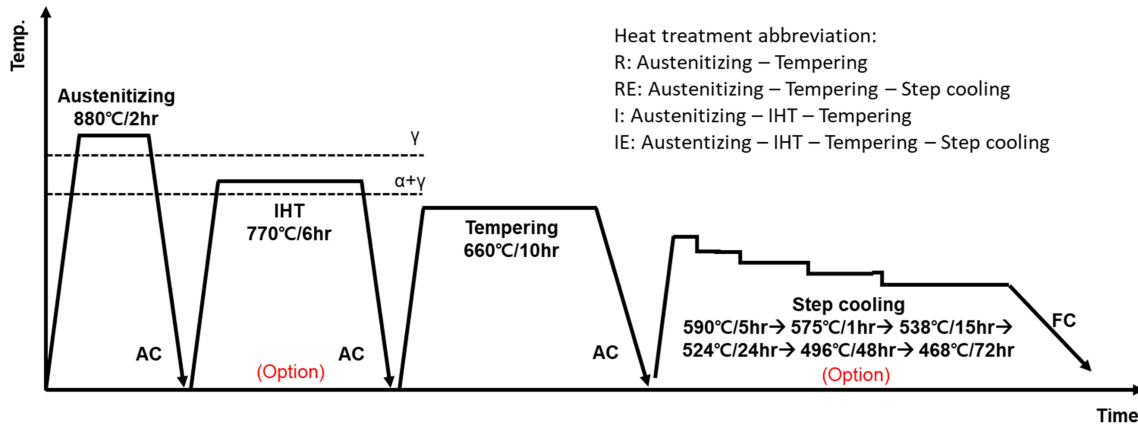 Temp.
Heat treatment abbreviation:
R: Austenitizing – Tempering
RE: Austenitizing – Tempering – Step cooling
I: Austenitizing – IHT – Tempering
IE: Austentizing – IHT – Tempering – Step cooling
Austenitizing
880℃/2hr
γ
α+γ
IHT
770℃/6hr
Tempering
660℃/10hr
Step cooling
590℃/5hr→ 575℃/1hr→ 538℃/15hr→
524℃/24hr→ 496℃/48hr→ 468℃/72hr
(Option)
AC
(Option)
AC
AC
FC
Time